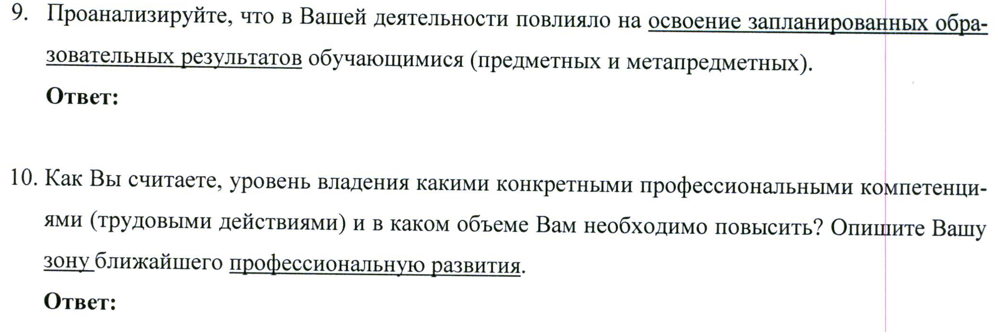 9. Проанализируйте, что в Вашей деятельности повлияло на освоение запланированных обра-
зовательных результатов обучающимися (предметных и метапредметных).
Ответ:
10. Как Вы считаете, уровень владения какими конкретными профессиональными компетенци-
ями (трудовыми действиями) и в каком объеме Вам необходимо повысить? Опишите Вашу
зону ближайшего профессиональную развития.
Ответ: